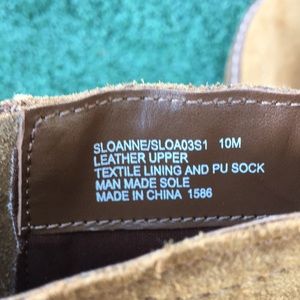 SLOANNE/SLOA03S1 10M
LEATHER UPPER
TEXTILE LINING AND PU SOCK
MAN MADE SOLE
MADE IN CHINA 1586